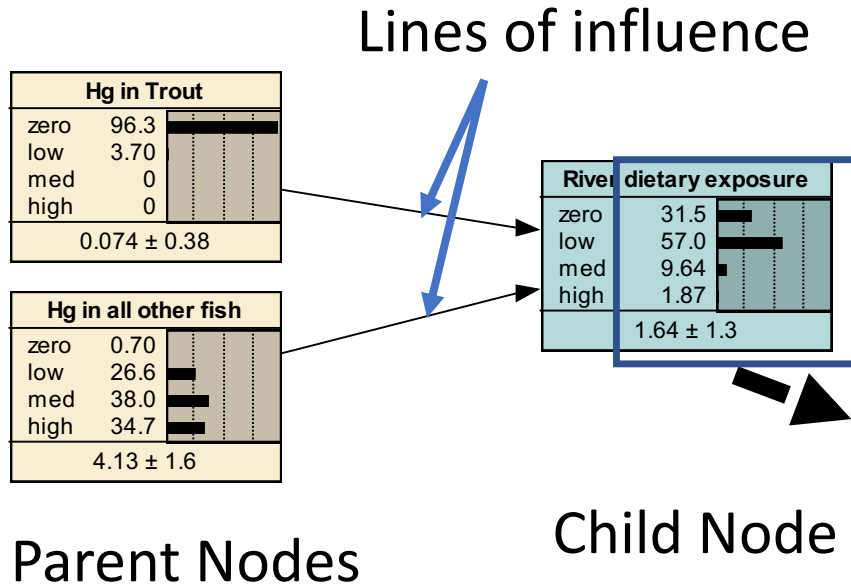 Lines of influence
Hg in Trout
zero 96.3
low 3.70
med 0
high 0
0.074 ± 0.38
River dietary exposure
zero 31.5
low 57.0
med 9.64
high 1.87
1.64 ± 1.3
Hg in all other fish
zero 0.70
low 26.6
med 38.0
high 34.7
4.13 ± 1.6
Parent Nodes
Child Node